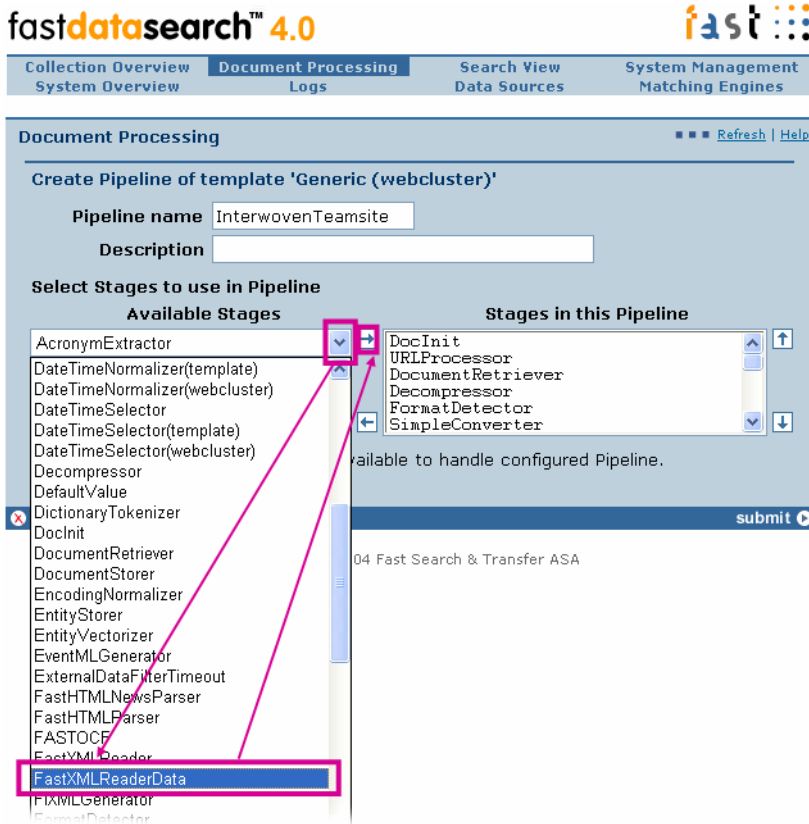 fastdatasearch™ 4.0
fast
Collection Overview Document Processing Search View System Management
System Overview Logs Data Sources Matching Engines
Document Processing
Refresh | Help
Create Pipeline of template 'Generic (webcluster)'
Pipeline name InterwovenTeamsite
Description
Select Stages to use in Pipeline
Available Stages
Stages in this Pipeline
AcronymExtractor
DateTimeNormalizer(template)
DateTimeNormalizer(webcluster)
DateTimeSelector
DateTimeSelector(template)
DateTimeSelector(webcluster)
Decompressor
DefaultValue
DictionaryTokenizer
DocInit
DocumentRetriever
DocumentStorer
EncodingNormalizer
EntityStorer
EntityVectorizer
EventMLGenerator
ExternalDataFilterTimeout
FastHTMLNewsParser
FastHTMLParser
FASTOCF
FastXMLReader
FastXMLReaderData
FIXMLGenerator
FormatDetector
DocInit
URLProcessor
DocumentRetriever
Decompressor
FormatDetector
SimpleConverter
to handle configured Pipeline.
submit
04 Fast Search & Transfer ASA